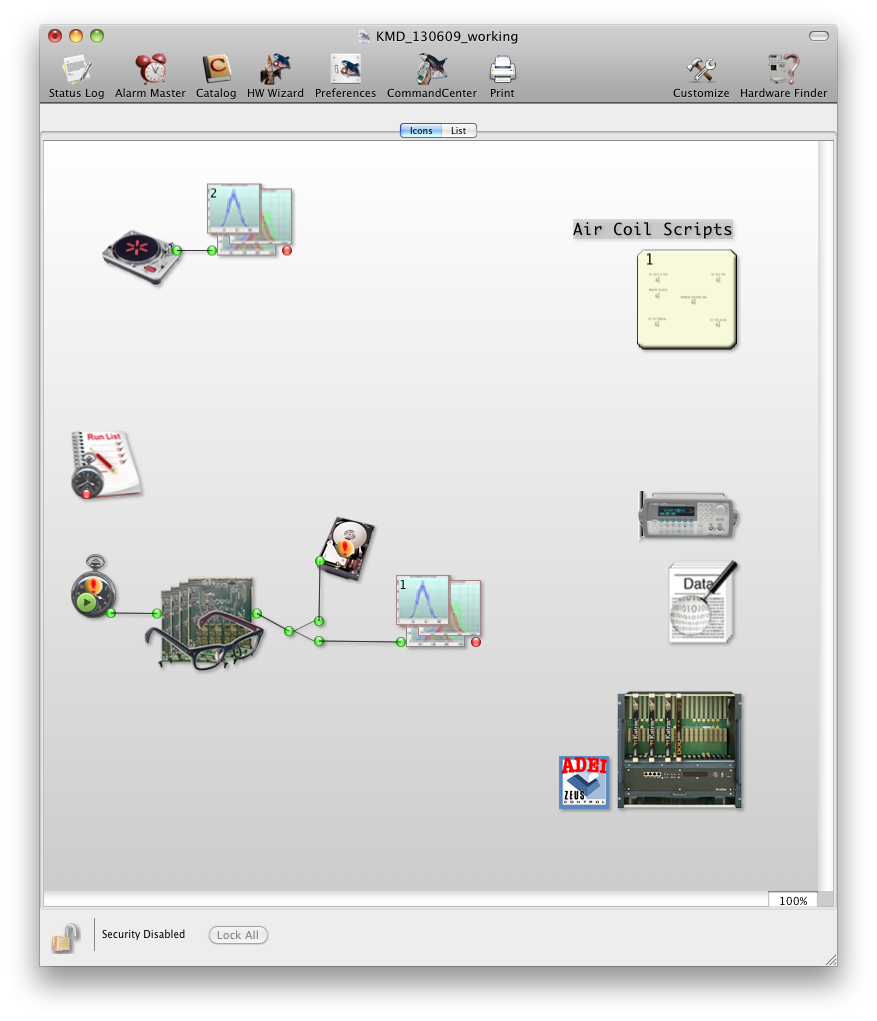 KMD_130609_working
Status Log
Alarm Master
Catalog
HW Wizard
Preferences
CommandCenter
Print
Customize
Hardware Finder
Icons
List
2
Air Coil Scripts
1
Run List
Data
1
ADEI
ZEUS
CONTROL
100%
Security Disabled
Lock All